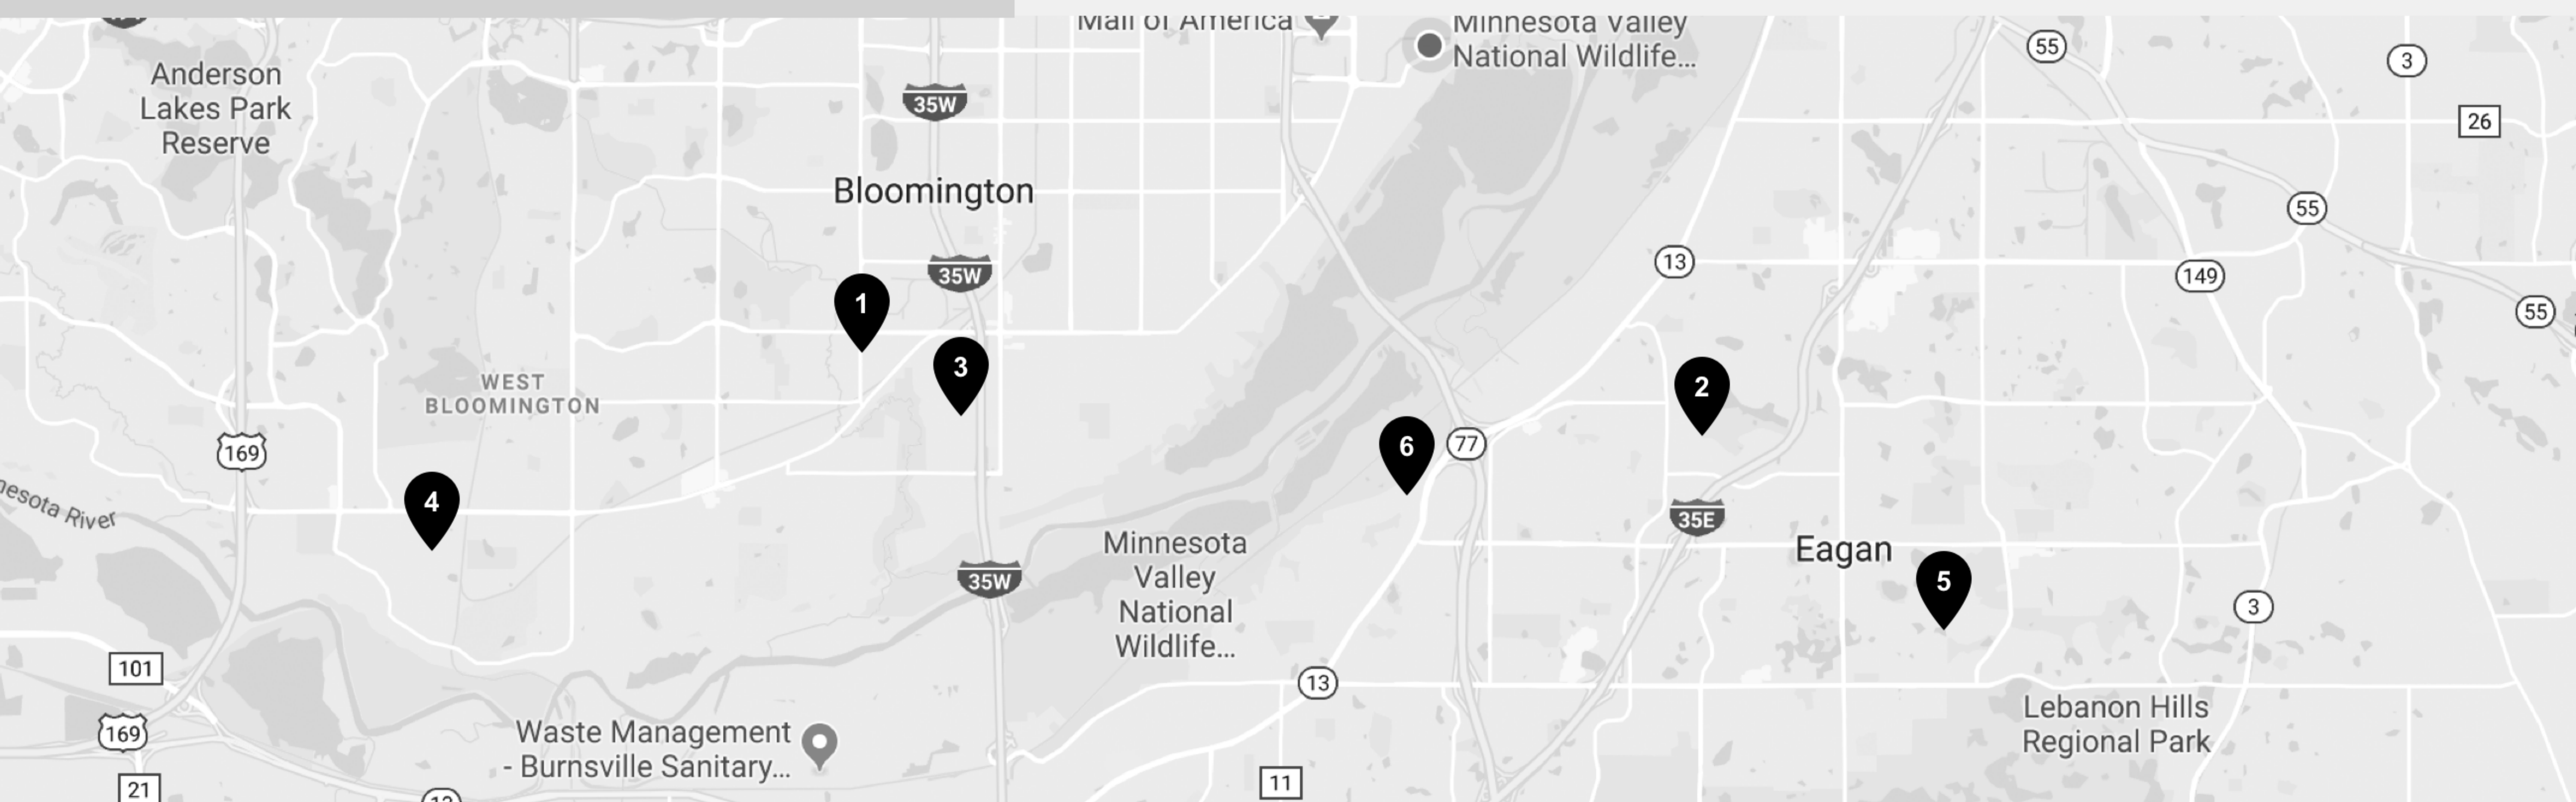 Mall of America
Minnesota Valley
National Wildlife...
55
3
Anderson
Lakes Park
Reserve
35W
26
Bloomington
55
13
149
35W
1
55
3
2
WEST
BLOOMINGTON
169
6
77
4
nesota River
35E
Minnesota
Valley
National
Wildlife...
Eagan
35W
5
3
101
13
169
Waste Management
- Burnsville Sanitary...
Lebanon Hills
Regional Park
11
21